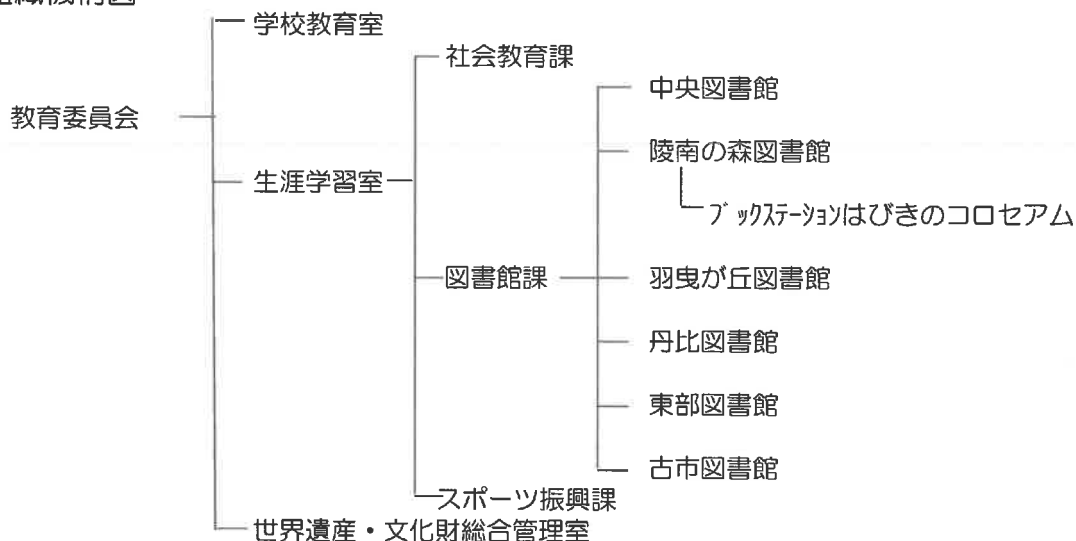 学校教育室
社会教育課
中央図書館
教育委員会
陵南の森図書館
生涯学習室
ブックステーションはびきのコロセアム
図書館課
羽曳が丘図書館
丹比図書館
東部図書館
古市図書館
スポーツ振興課
世界遺産・文化財総合管理室